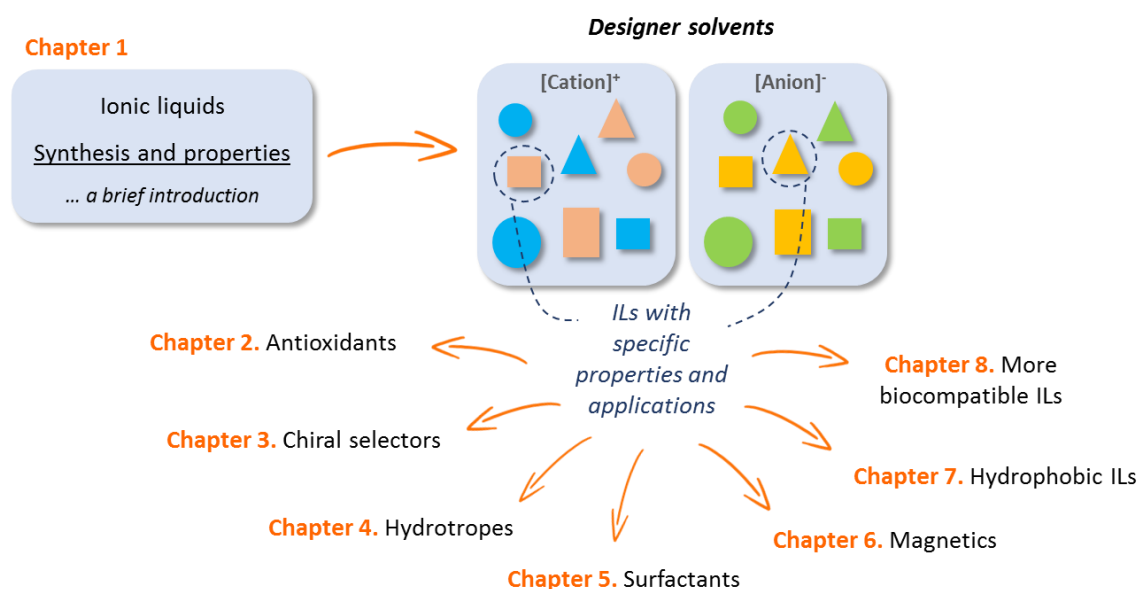 Designer solvents
Chapter 1
Ionic liquids
Synthesis and properties
... a brief introduction
[Cation]+
[Anion]-
ILs with
specific
properties and
applications
Chapter 2. Antioxidants
Chapter 3. Chiral selectors
Chapter 4. Hydrotropes
Chapter 5. Surfactants
Chapter 6. Magnetics
Chapter 7. Hydrophobic ILs
Chapter 8. More
biocompatible ILs